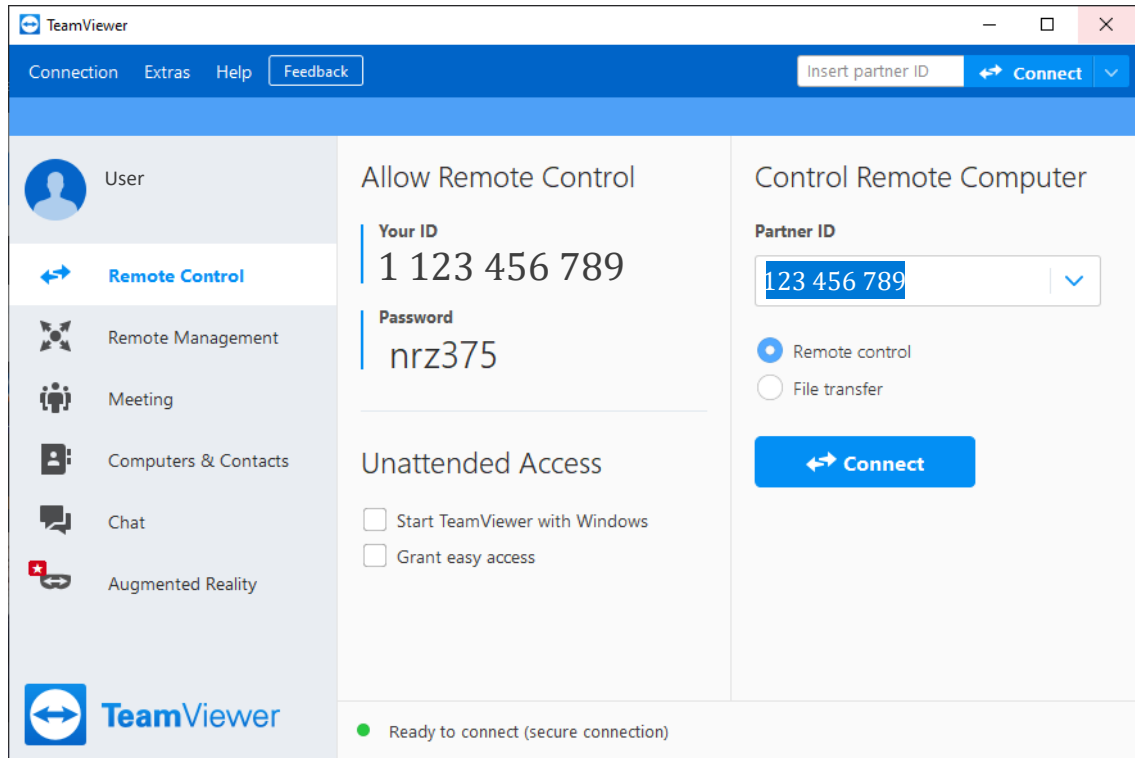 TeamViewer
Connection Extras Help Feedback Insert partner ID Connect
User
Remote Control
Remote Management
Meeting
Computers & Contacts
Chat
Augmented Reality
TeamViewer
Allow Remote Control
Your ID
1 123 456 789
Password
nrz375
Unattended Access
Start TeamViewer with Windows
Grant easy access
Control Remote Computer
Partner ID
123 456 789
Remote control
File transfer
Connect
Ready to connect (secure connection)